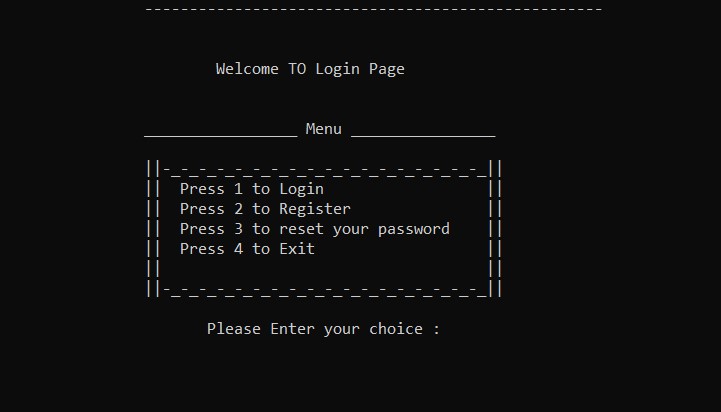 ---------------------------------------------------
Welcome TO Login Page
_________________ Menu ________________
||-_-_-_-_-_-_-_-_-_-_-_-_-_-_-_-_-_-_||
|| Press 1 to Login ||
|| Press 2 to Register ||
|| Press 3 to reset your password ||
|| Press 4 to Exit ||
|| ||
||-_-_-_-_-_-_-_-_-_-_-_-_-_-_-_-_-_-_||
Please Enter your choice :